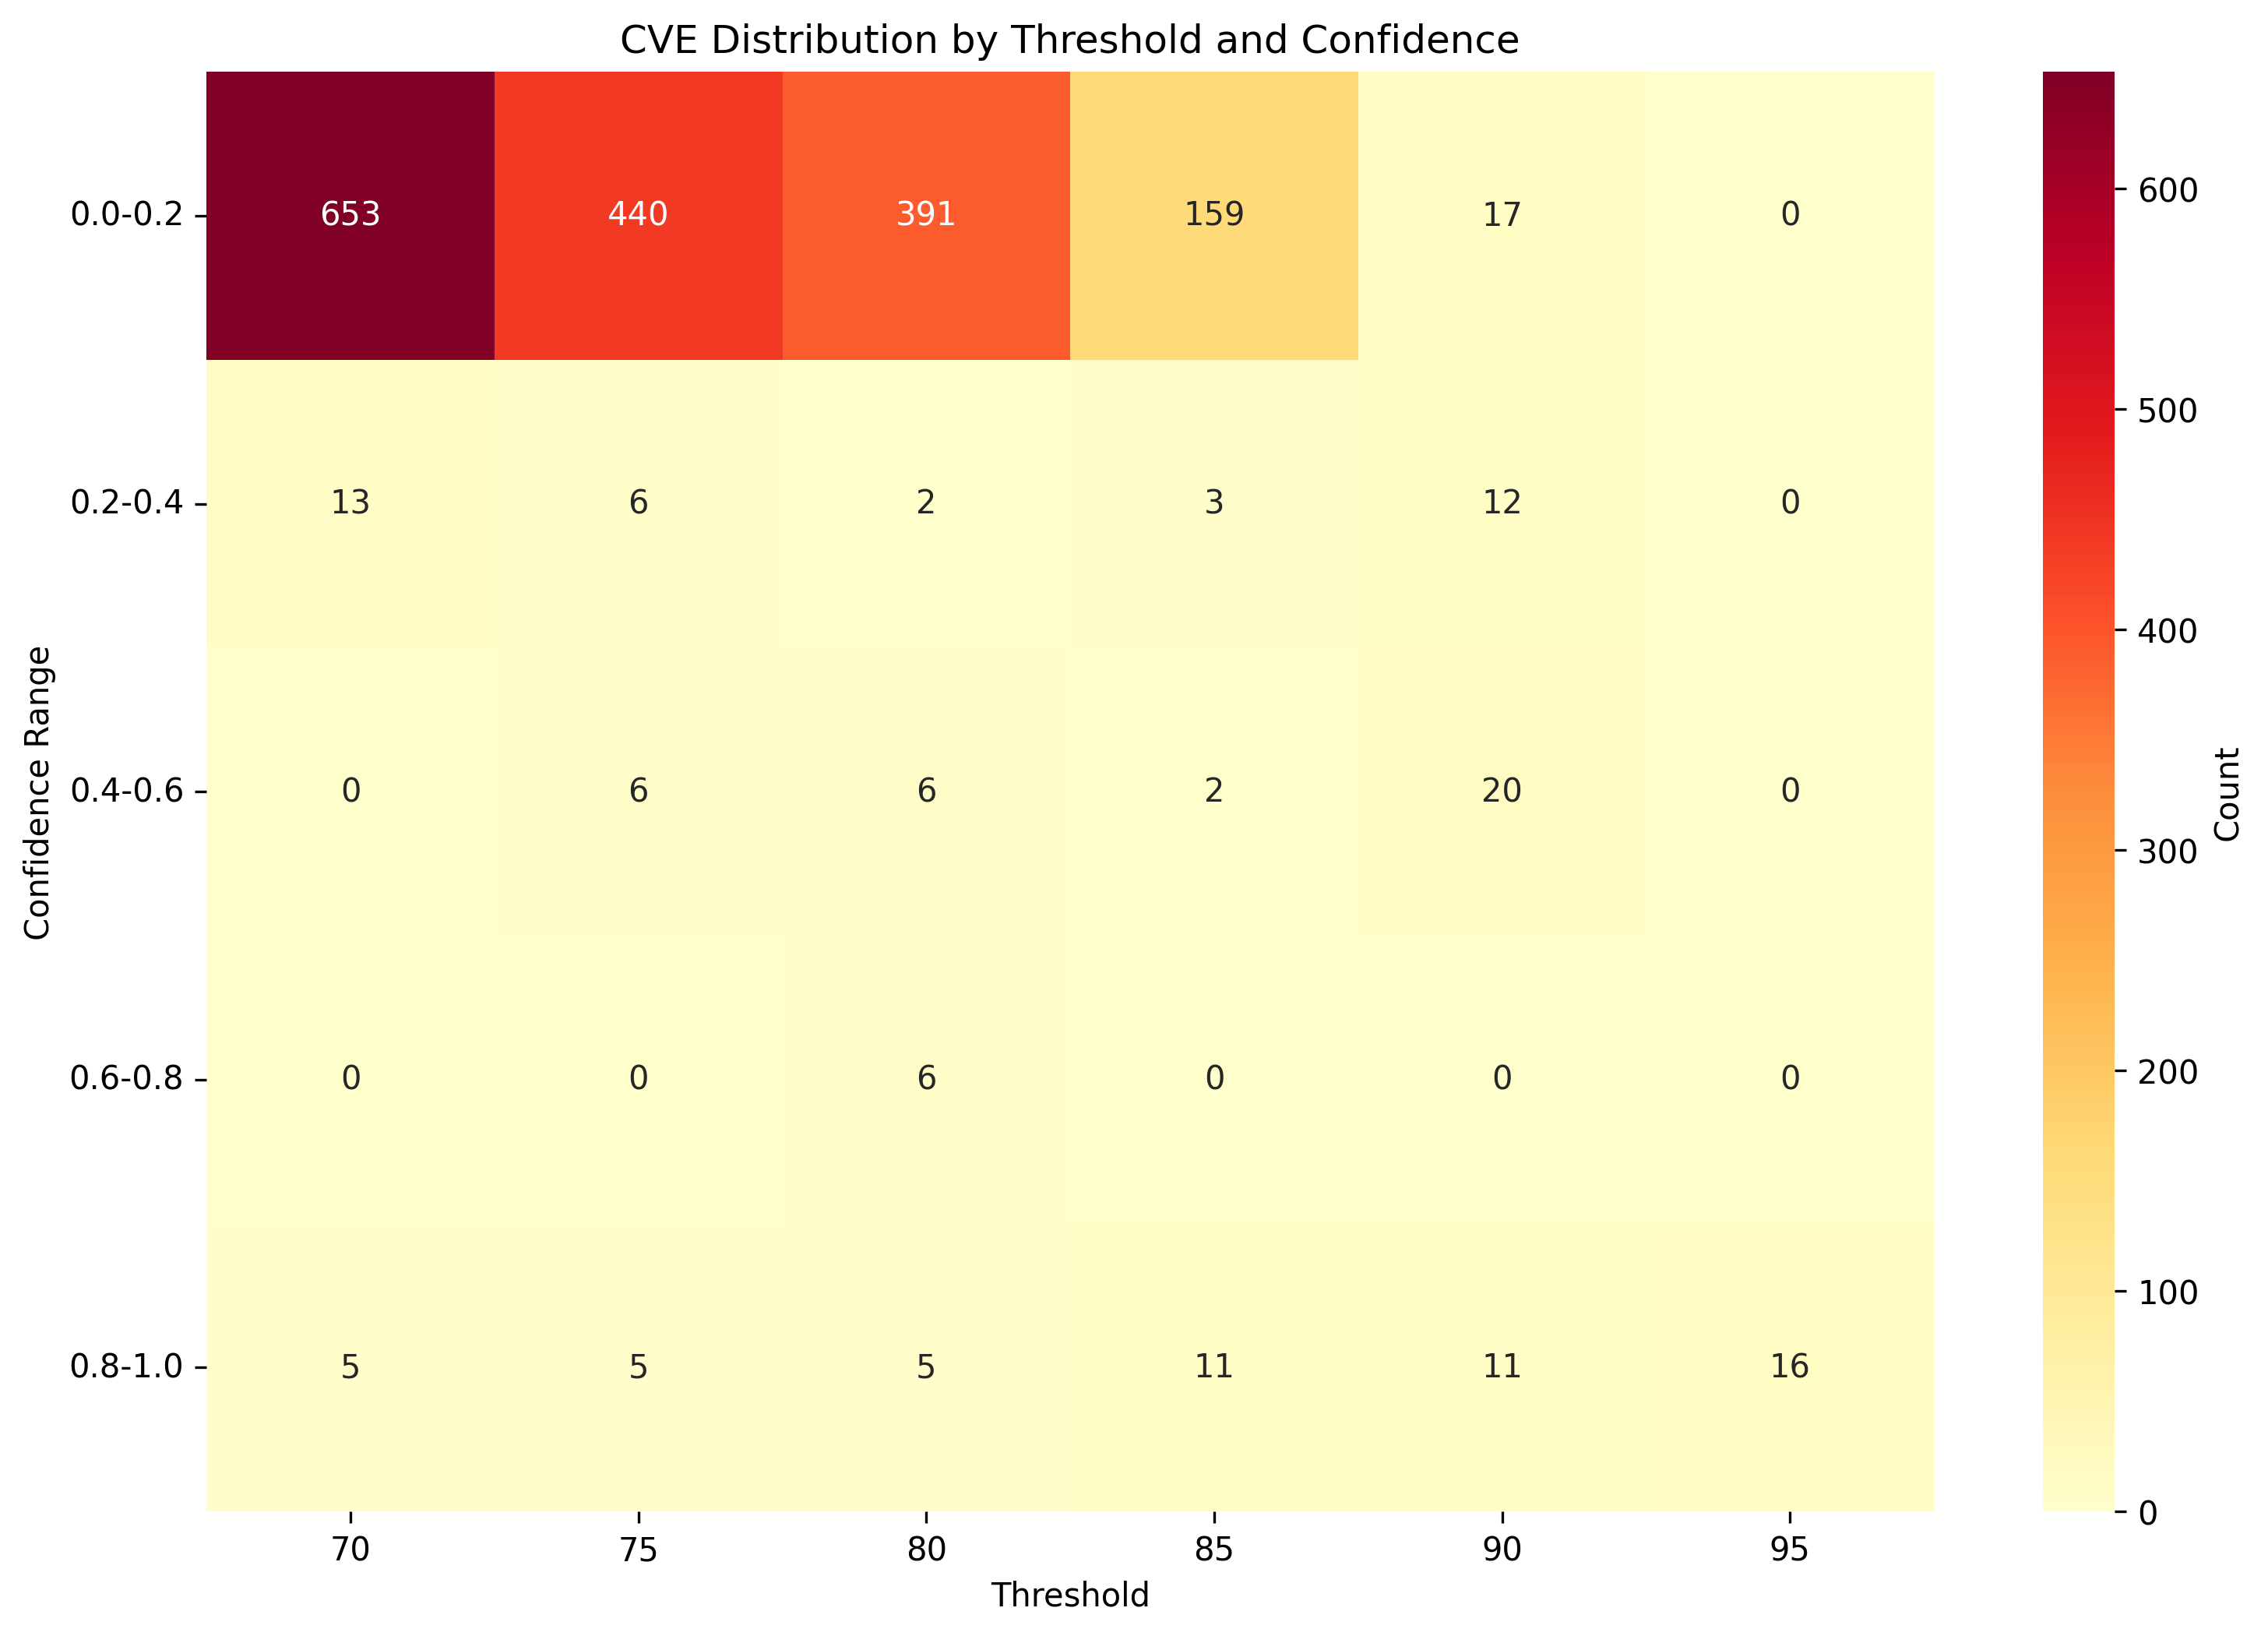 CVE Distribution by Threshold and Confidence
0.0-0.2 653 440 391 159 17 0
0.2-0.4 13 6 2 3 12 0
0.4-0.6 0 6 6 2 20 0
0.6-0.8 0 0 6 0 0 0
0.8-1.0 5 5 5 11 11 16
70 75 80 85 90 95
Threshold
Confidence Range
600
500
400
300
200
100
0
Count